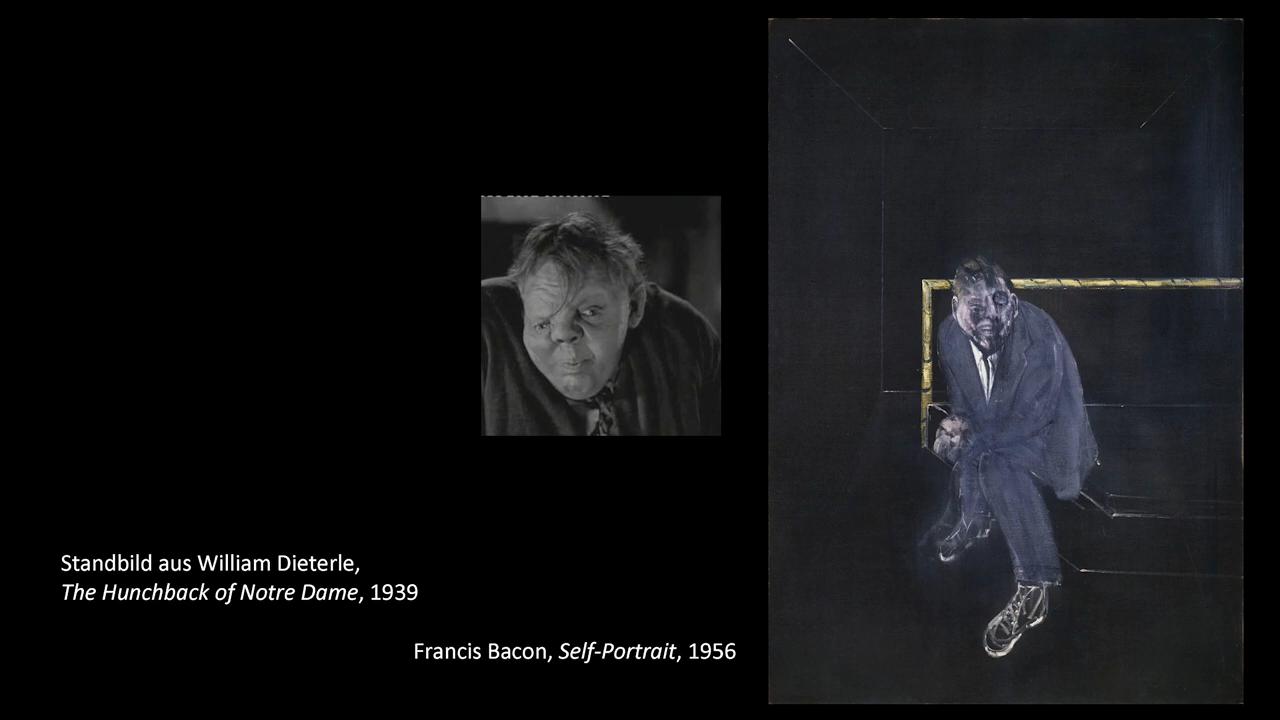 Standbild aus William Dieterle,
The Hunchback of Notre Dame, 1939
Francis Bacon, Self-Portrait, 1956